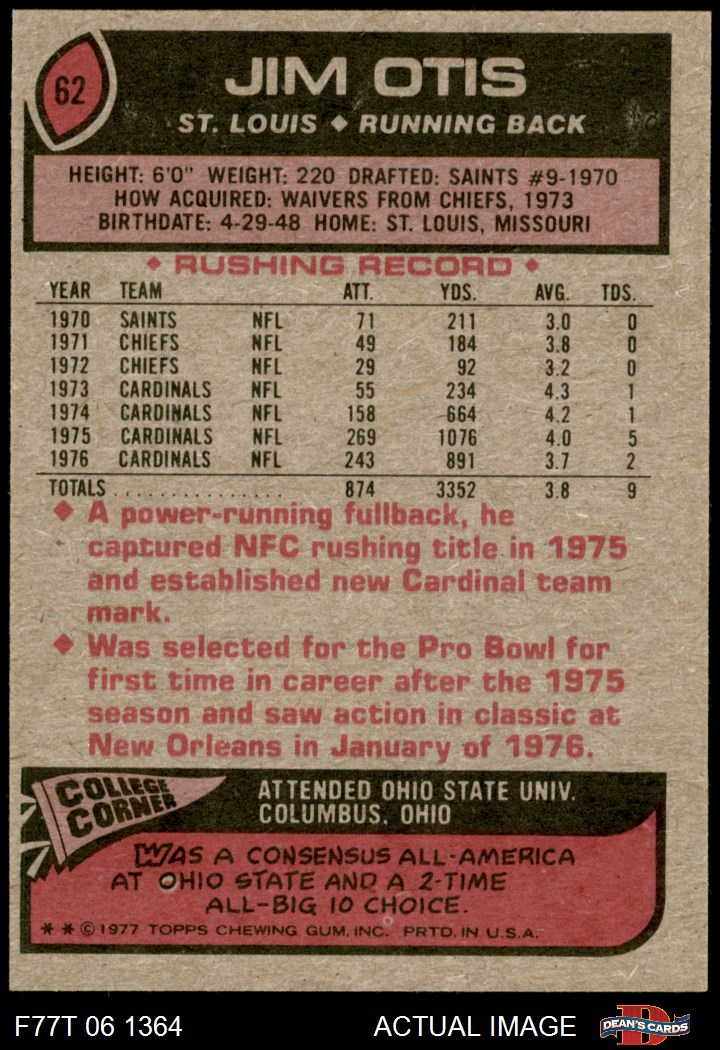 62
JIM OTIS
ST. LOUIS ♦ RUNNING BACK
HEIGHT: 6'0" WEIGHT: 220 DRAFTED: SAINTS #9-1970
HOW ACQUIRED: WAIVERS FROM CHIEFS, 1973
BIRTHDATE: 4-29-48 HOME: ST. LOUIS, MISSOURI
♦ RUSHING RECORD ♦
YEAR TEAM ATT. YDS. AVG. TDS.
1970 SAINTS NFL 71 211 3.0 0
1971 CHIEFS NFL 49 184 3.8 0
1972 CHIEFS NFL 29 92 3.2 0
1973 CARDINALS NFL 55 234 4.3 1
1974 CARDINALS NFL 158 664 4.2 1
1975 CARDINALS NFL 269 1076 4.0 5
1976 CARDINALS NFL 243 891 3.7 2
TOTALS ................ 874 3352 3.8 9
♦ A power-running fullback, he
captured NFC rushing title in 1975
and established new Cardinal team
mark.
♦ Was selected for the Pro Bowl for
first time in career after the 1975
season and saw action in classic at
New Orleans in January of 1976.
COLLEGE
CORNER
ATTENDED OHIO STATE UNIV.
COLUMBUS, OHIO
WAS A CONSENSUS ALL-AMERICA
AT OHIO STATE AND A 2-TIME
ALL-BIG 10 CHOICE.
* * © 1977 TOPPS CHEWING GUM, INC. PRTD. IN U.S.A.
F77T 06 1364 ACTUAL IMAGE D DEAN'S CARDS